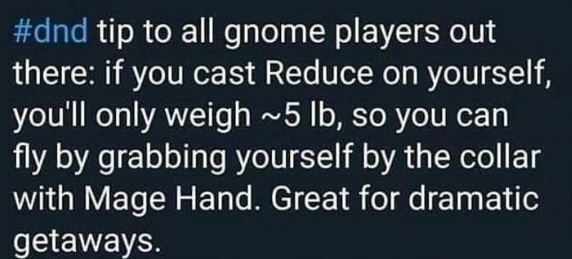 #dnd tip to all gnome players out
there: if you cast Reduce on yourself,
you'll only weigh ~5 lb, so you can
fly by grabbing yourself by the collar
with Mage Hand. Great for dramatic
getaways.